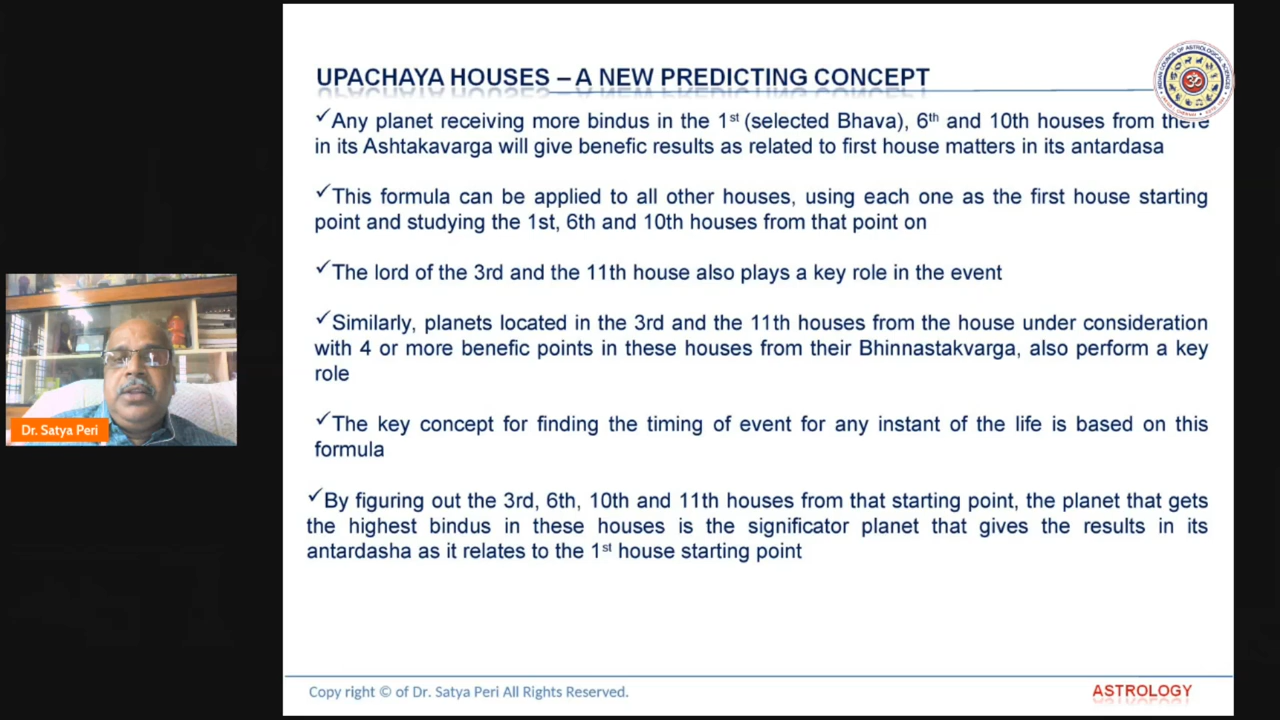 UPACHAYA HOUSES – A NEW PREDICTING CONCEPT
✓Any planet receiving more bindus in the 1st (selected Bhava), 6th and 10th houses from there
in its Ashtakavarga will give benefic results as related to first house matters in its antardasa
✓This formula can be applied to all other houses, using each one as the first house starting
point and studying the 1st, 6th and 10th houses from that point on
✓The lord of the 3rd and the 11th house also plays a key role in the event
✓Similarly, planets located in the 3rd and the 11th houses from the house under consideration
with 4 or more benefic points in these houses from their Bhinnastakvarga, also perform a key
role
✓The key concept for finding the timing of event for any instant of the life is based on this
formula
✓By figuring out the 3rd, 6th, 10th and 11th houses from that starting point, the planet that gets
the highest bindus in these houses is the significator planet that gives the results in its
antardasha as it relates to the 1st house starting point
Dr. Satya Peri
Copy right © of Dr. Satya Peri All Rights Reserved.
ASTROLOGY